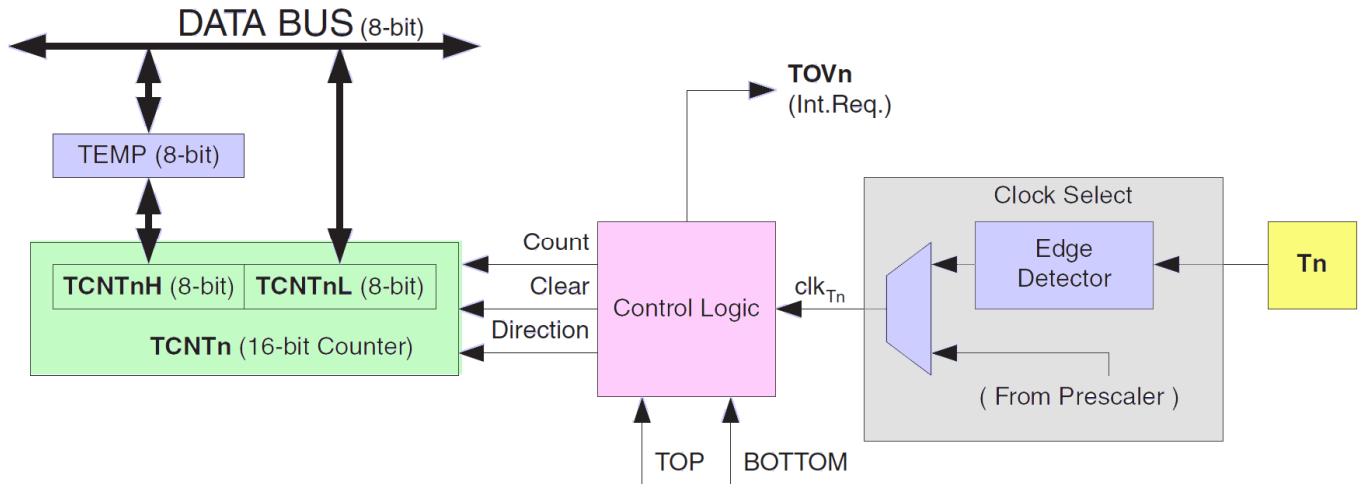 DATA BUS (8-bit)
TOVn
(Int.Req.)
TEMP (8-bit)
Clock Select
Count
Edge
Detector
Tn
TCNTnH (8-bit) TCNTnL (8-bit)
Clear
Control Logic
clkTn
Direction
TCNTn (16-bit Counter)
( From Prescaler )
TOP
BOTTOM